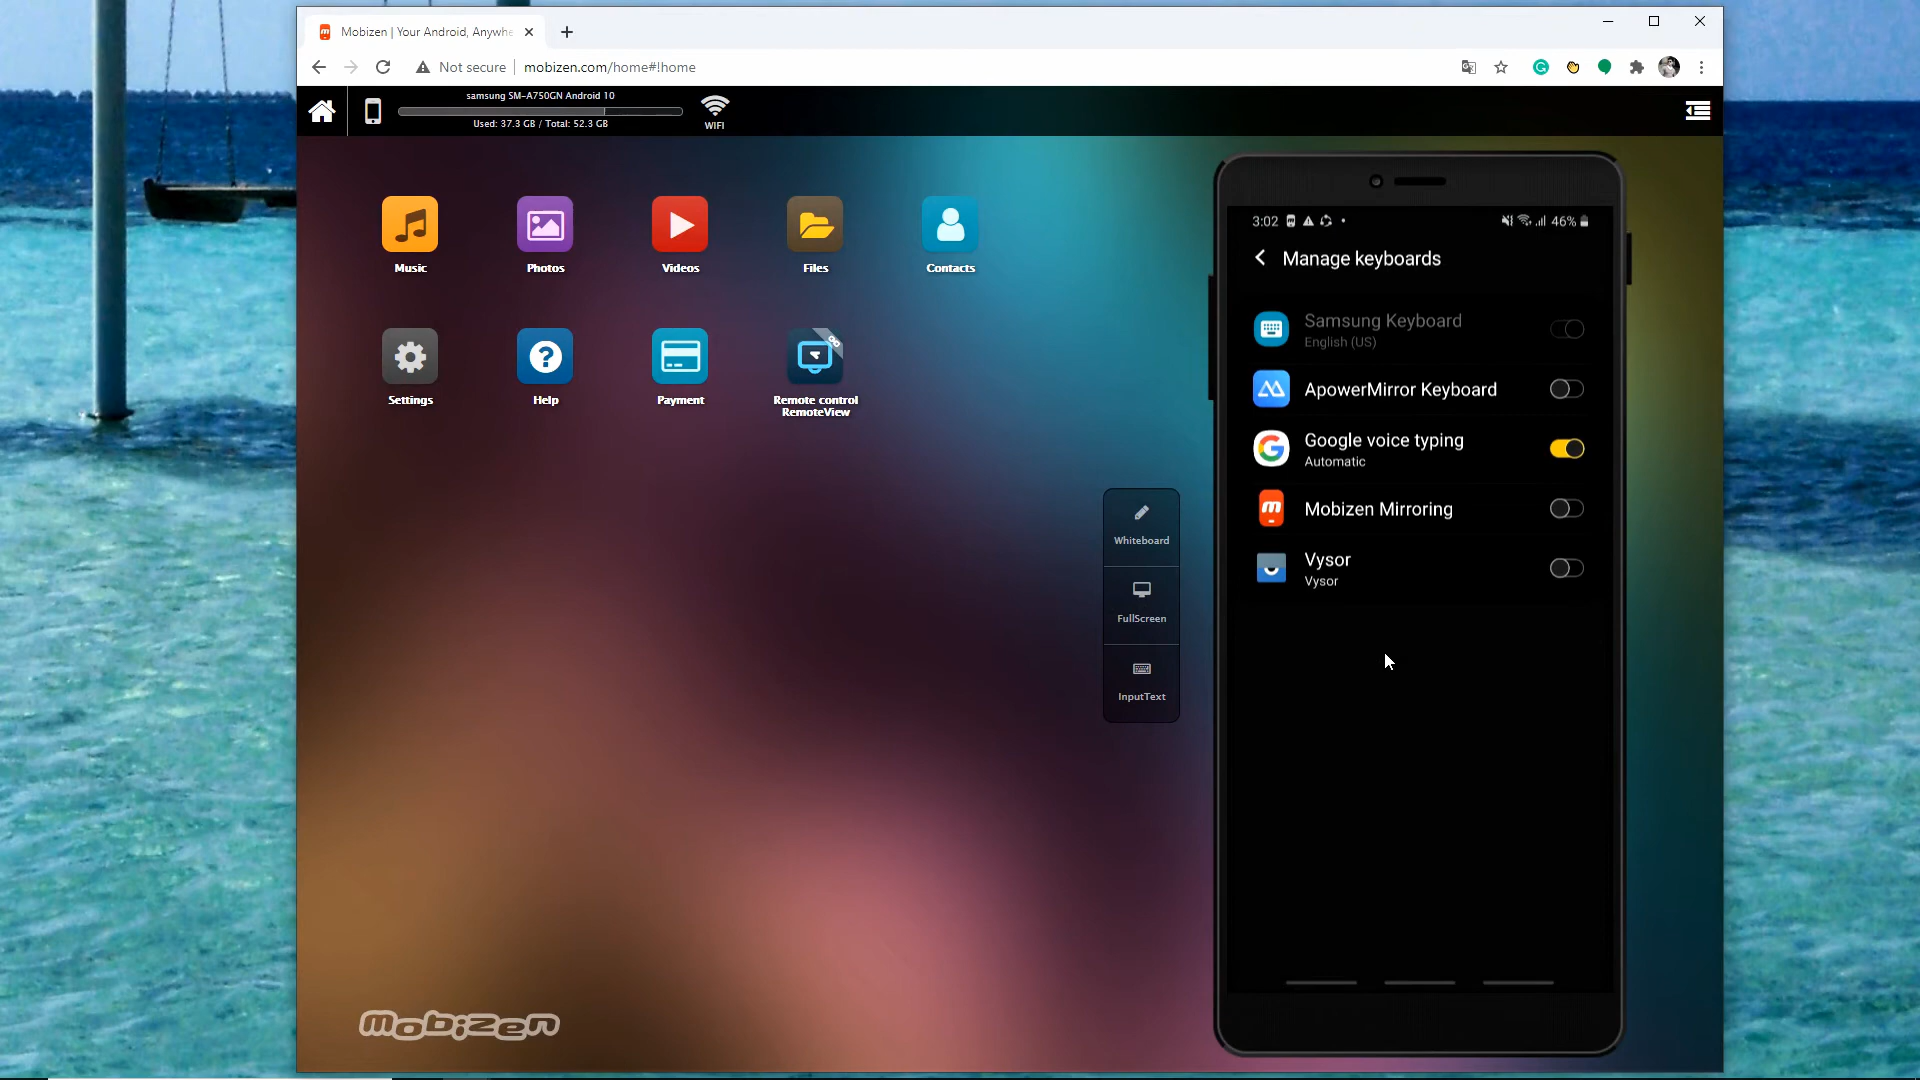 Mobizen | Your Android, Anywhe
Not secure
mobizen.com/home#!home
samsung SM-A750GN Android 10
Used: 37.3 GB / Total: 52.3 GB
WIFI
Music
Photos
Videos
Files
Contacts
Settings
Help
Payment
Remote control
RemoteView
Whiteboard
FullScreen
InputText
3:02
46%
Manage keyboards
Samsung Keyboard
English (US)
ApowerMirror Keyboard
Google voice typing
Automatic
Mobizen Mirroring
Vysor
Vysor
mobizen